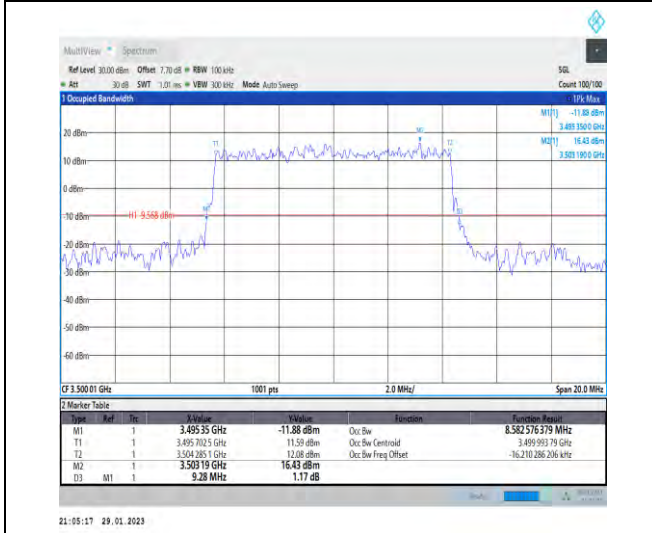 MultiView Spectrum
Ref Level 30.00 dBm Offset 7.70 dB RBW 100 kHz SGL
Att 30 dB SWT 1.01 ms VBW 300 kHz Mode Auto Sweep Count 100/100
1 Occupied Bandwidth 1Pk Max
M1[1] -11.88 dBm
3.495 350 0 GHz
M2[1] 16.43 dBm
3.503 190 0 GHz
20 dBm
M2
T1 T2
10 dBm
0 dBm
-10 dBm H1 -9.568 dBm
-20 dBm
-30 dBm
-40 dBm
-50 dBm
-60 dBm
CF 3.500 01 GHz 1001 pts 2.0 MHz/ Span 20.0 MHz
2 Marker Table
Type Ref Trc X-Value Y-Value Function Function Result
M1 1 3.495 35 GHz -11.88 dBm Occ Bw 8.582 576 379 MHz
T1 1 3.495 702 5 GHz 11.59 dBm Occ Bw Centroid 3.499 993 79 GHz
T2 1 3.504 285 1 GHz 12.08 dBm Occ Bw Freq Offset -16.210 286 206 kHz
M2 1 3.503 19 GHz 16.43 dBm
D3 M1 1 9.28 MHz 1.17 dB
21:05:17 29.01.2023